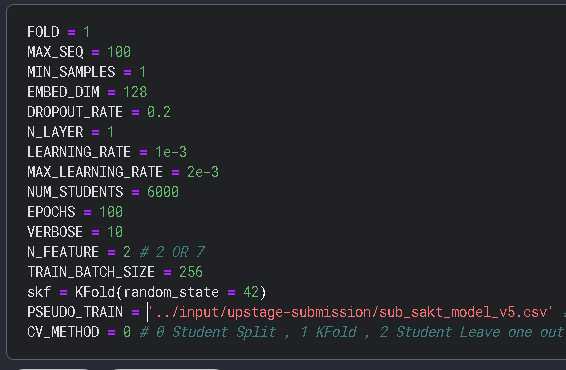 FOLD = 1
MAX_SEQ = 100
MIN_SAMPLES = 1
EMBED_DIM = 128
DROPOUT_RATE = 0.2
N_LAYER = 1
LEARNING_RATE = 1e-3
MAX_LEARNING_RATE = 2e-3
NUM_STUDENTS = 6000
EPOCHS = 100
VERBOSE = 10
N_FEATURE = 2 # 2 OR 7
TRAIN_BATCH_SIZE = 256
skf = KFold(random_state = 42)
PSEUDO_TRAIN = '../input/upstage-submission/sub_sakt_model_v5.csv' #
CV_METHOD = 0 # 0 Student Split , 1 KFold , 2 Student Leave one out